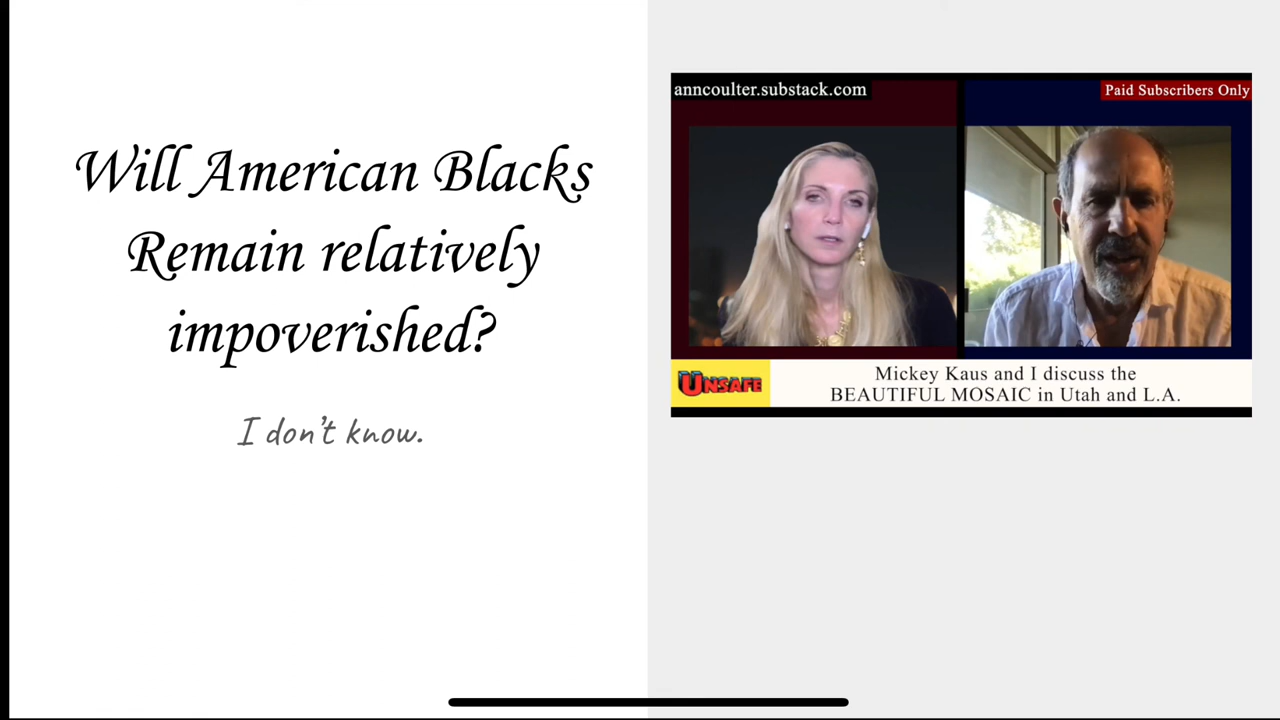 Will American Blacks
Remain relatively
impoverished?
I don't know.
anncoulter.substack.com
Paid Subscribers Only
UNSAFE
Mickey Kaus and I discuss the
BEAUTIFUL MOSAIC in Utah and L.A.